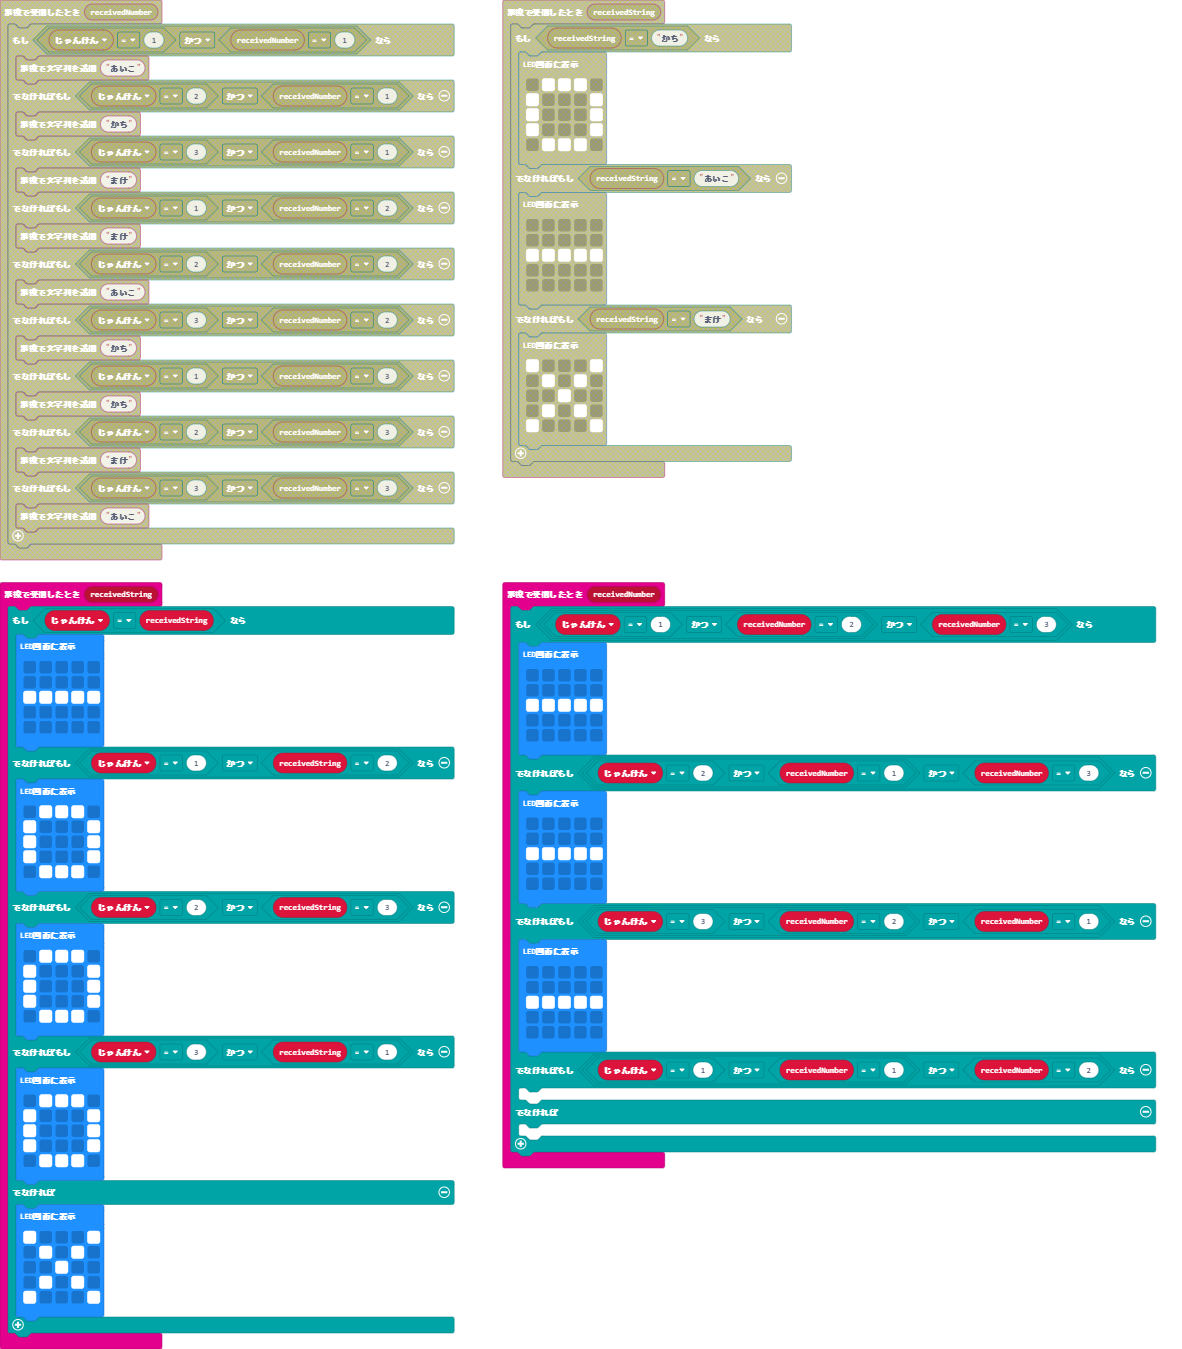 無線で受信したとき receivedNumber
もし じゃんけん = 1 かつ receivedNumber = 1 なら
無線で文字列を送信 "あいこ"
でなければもし じゃんけん = 2 かつ receivedNumber = 1 なら
無線で文字列を送信 "かち"
でなければもし じゃんけん = 3 かつ receivedNumber = 1 なら
無線で文字列を送信 "まけ"
でなければもし じゃんけん = 1 かつ receivedNumber = 2 なら
無線で文字列を送信 "まけ"
でなければもし じゃんけん = 2 かつ receivedNumber = 2 なら
無線で文字列を送信 "あいこ"
でなければもし じゃんけん = 3 かつ receivedNumber = 2 なら
無線で文字列を送信 "かち"
でなければもし じゃんけん = 1 かつ receivedNumber = 3 なら
無線で文字列を送信 "かち"
でなければもし じゃんけん = 2 かつ receivedNumber = 3 なら
無線で文字列を送信 "まけ"
でなければもし じゃんけん = 3 かつ receivedNumber = 3 なら
無線で文字列を送信 "あいこ"
無線で受信したとき receivedString
もし receivedString = "かち" なら
LED画面に表示
でなければもし receivedString = "あいこ" なら
LED画面に表示
でなければもし receivedString = "まけ" なら
LED画面に表示
無線で受信したとき receivedString
もし じゃんけん = receivedString なら
LED画面に表示
でなければもし じゃんけん = 1 かつ receivedString = 2 なら
LED画面に表示
でなければもし じゃんけん = 2 かつ receivedString = 3 なら
LED画面に表示
でなければもし じゃんけん = 3 かつ receivedString = 1 なら
LED画面に表示
でなければ
LED画面に表示
無線で受信したとき receivedNumber
もし じゃんけん = 1 かつ receivedNumber = 2 かつ receivedNumber = 3 なら
LED画面に表示
でなければもし じゃんけん = 2 かつ receivedNumber = 1 かつ receivedNumber = 3 なら
LED画面に表示
でなければもし じゃんけん = 3 かつ receivedNumber = 2 かつ receivedNumber = 1 なら
LED画面に表示
でなければもし じゃんけん = 1 かつ receivedNumber = 1 かつ receivedNumber = 2 なら
でなければ